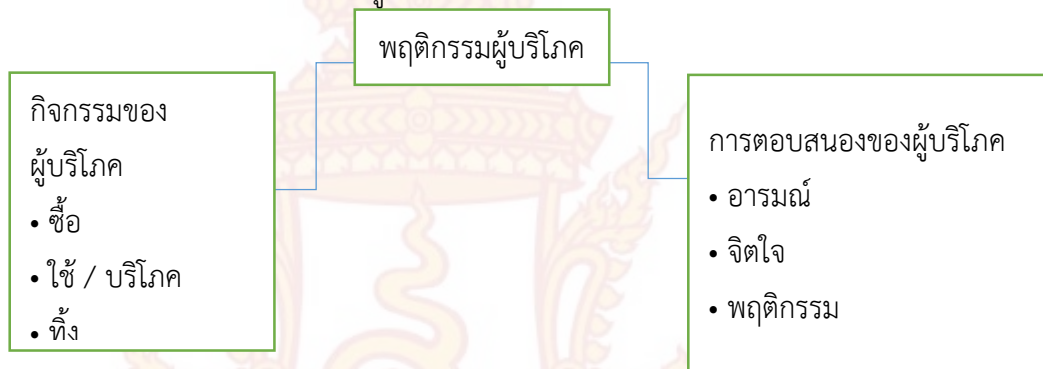 พฤติกรรมผู้บริโภค
กิจกรรมของ
ผู้บริโภค
• ซื้อ
• ใช้ / บริโภค
• ทิ้ง
การตอบสนองของผู้บริโภค
• อารมณ์
• จิตใจ
• พฤติกรรม